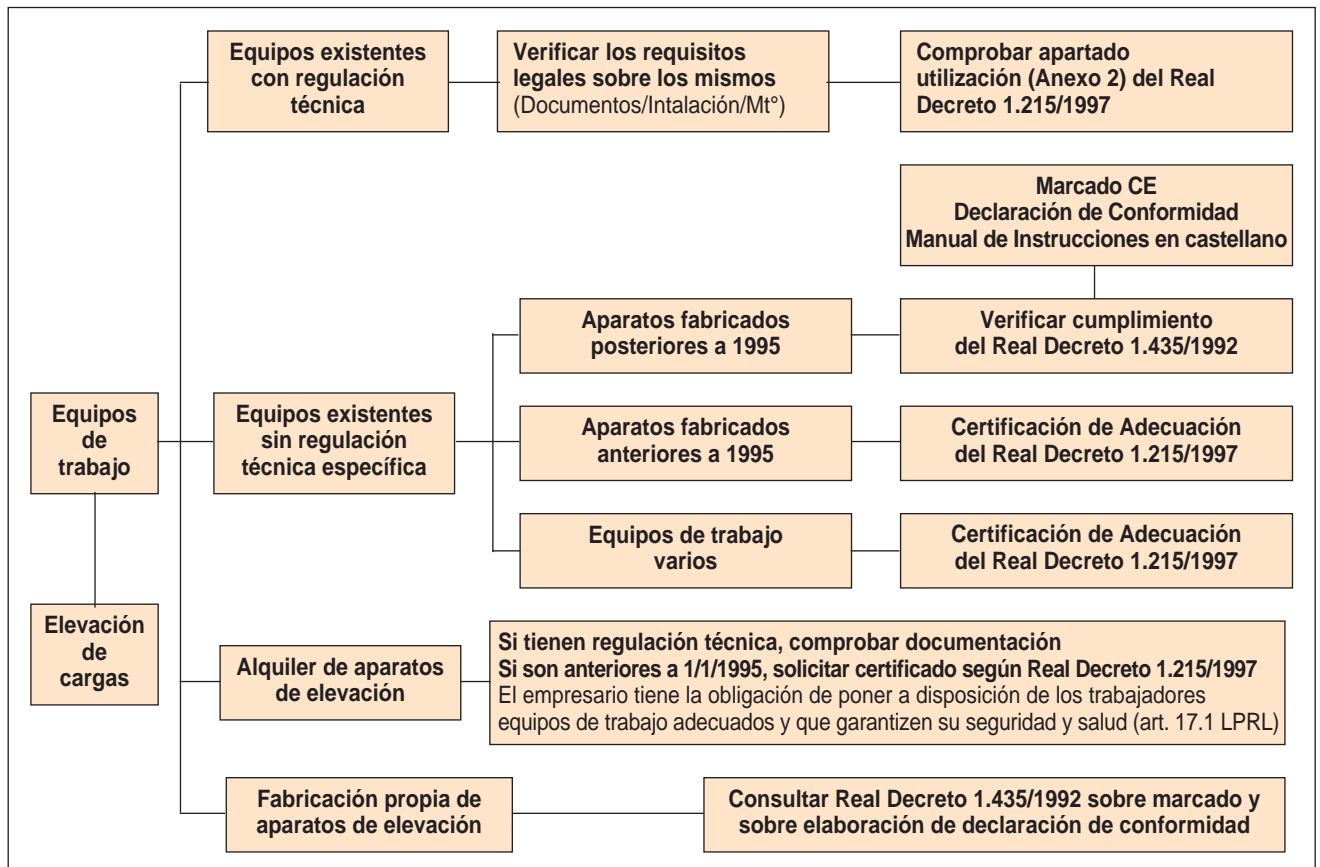 Equipos existentes
con regulación
técnica
Verificar los requisitos
legales sobre los mismos
(Documentos/Intalación/Mt°)
Comprobar apartado
utilización (Anexo 2) del Real
Decreto 1.215/1997
Marcado CE
Declaración de Conformidad
Manual de Instrucciones en castellano
Aparatos fabricados
posteriores a 1995
Verificar cumplimiento
del Real Decreto 1.435/1992
Equipos
de
trabajo
Equipos existentes
sin regulación
técnica específica
Aparatos fabricados
anteriores a 1995
Certificación de Adecuación
del Real Decreto 1.215/1997
Equipos de trabajo
varios
Certificación de Adecuación
del Real Decreto 1.215/1997
Elevación
de
cargas
Alquiler de aparatos
de elevación
Si tienen regulación técnica, comprobar documentación
Si son anteriores a 1/1/1995, solicitar certificado según Real Decreto 1.215/1997
El empresario tiene la obligación de poner a disposición de los trabajadores
equipos de trabajo adecuados y que garantizen su seguridad y salud (art. 17.1 LPRL)
Fabricación propia de
aparatos de elevación
Consultar Real Decreto 1.435/1992 sobre marcado y
sobre elaboración de declaración de conformidad